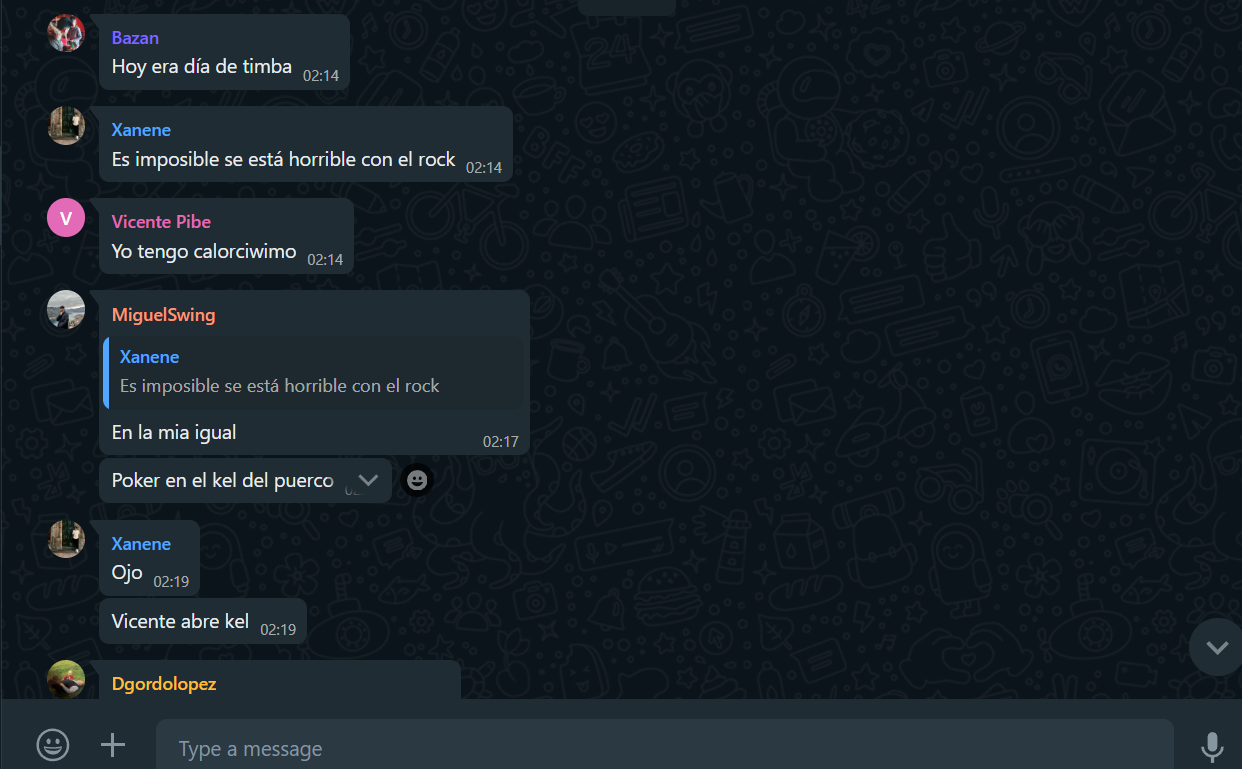 Bazan
Hoy era día de timba 02:14
Xanene
Es imposible se está horrible con el rock 02:14
V
Vicente Pibe
Yo tengo calorciwimo 02:14
MiguelSwing
Xanene
Es imposible se está horrible con el rock
En la mia igual 02:17
Poker en el kel del puerco
Xanene
Ojo 02:19
Vicente abre kel 02:19
Dgordolopez
Type a message